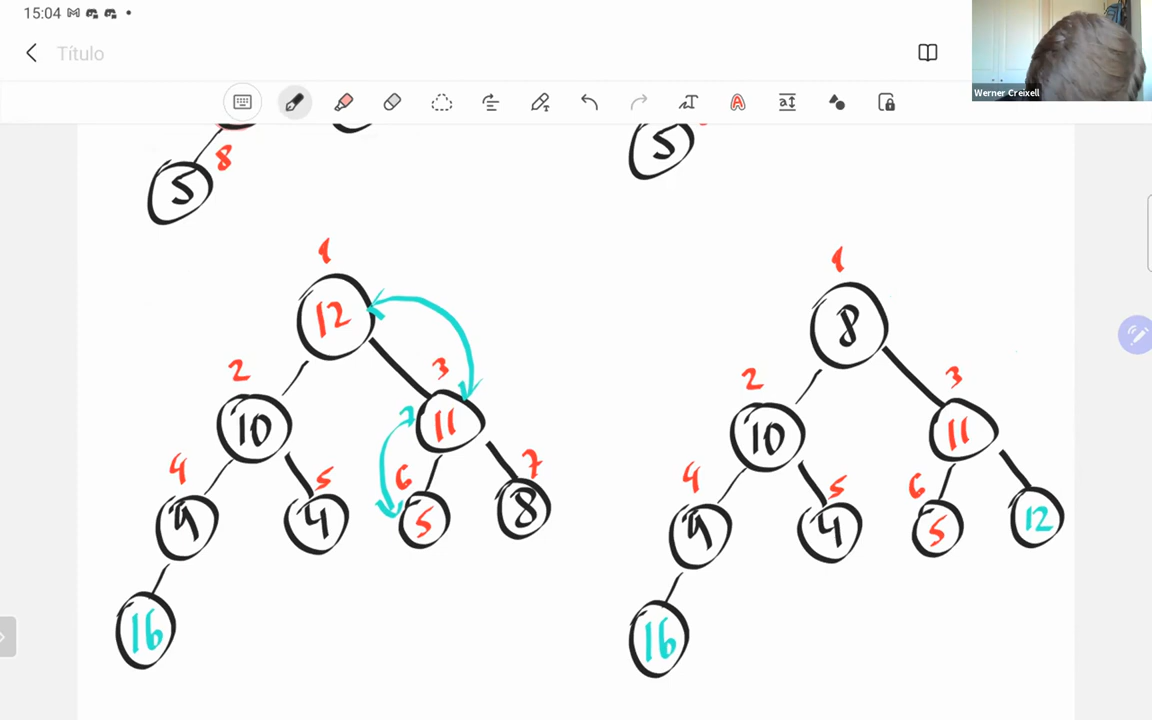 15:04
Título
Werner Creixell
5 8
5
1
12
2 3
10 11
4 5 6 7
9 4 5 8
16
1
8
2 3
10 11
4 5 6
9 4 5 12
16